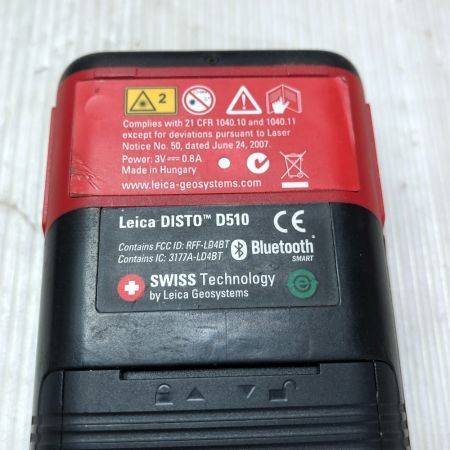 2
Complies with 21 CFR 1040.10 and 1040.11
except for deviations pursuant to Laser
Notice No. 50, dated June 24, 2007.
Power: 3V⎓0.8A
Made in Hungary
www.leica-geosystems.com
Leica DISTO™ D510 CE
Contains FCC ID: RFF-LD4BT
Contains IC: 3177A-LD4BT
Bluetooth®
SMART
SWISS Technology
by Leica Geosystems